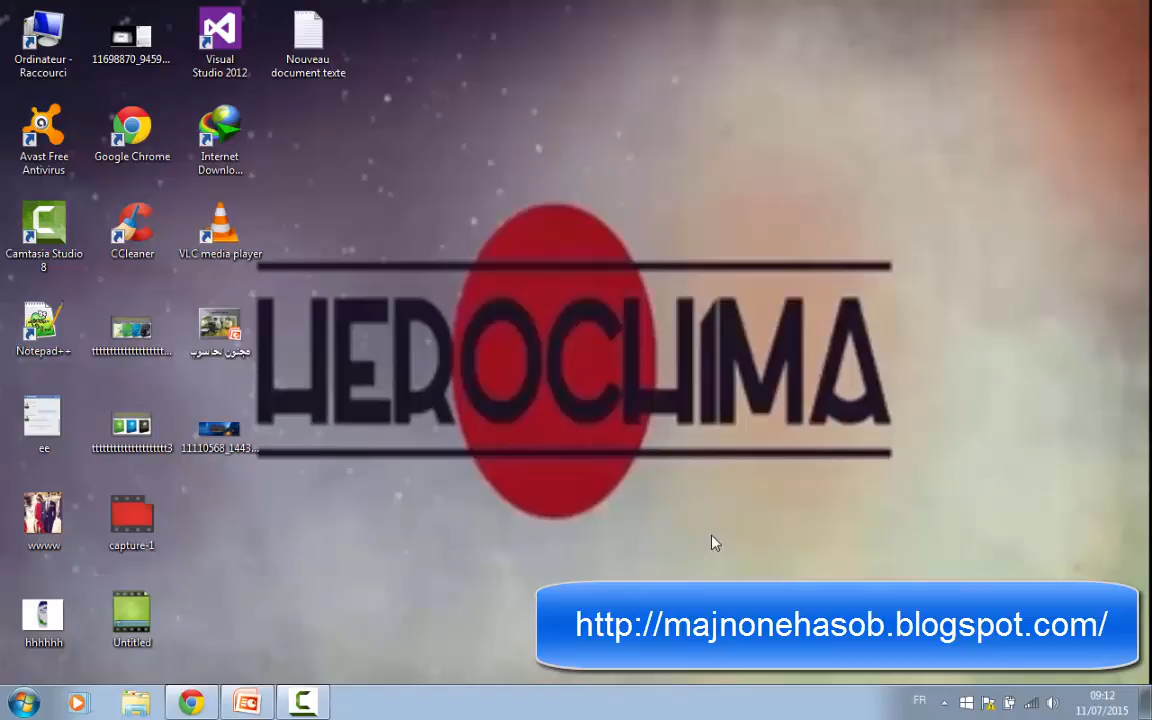 Ordinateur -
Raccourci
11698870_9459...
Visual
Studio 2012
Nouveau
document texte
Avast Free
Antivirus
Google Chrome
Internet
Downlo...
Camtasia Studio
8
CCleaner
VLC media player
Notepad++
tttttttttttttttttttt...
مجنون لحاسوب
ee
tttttttttttttttttttt3
11110568_1443...
wwww
capture-1
hhhhhh
Untitled
HEROCHIMA
http://majnonehasob.blogspot.com/
FR
09:12
11/07/2015